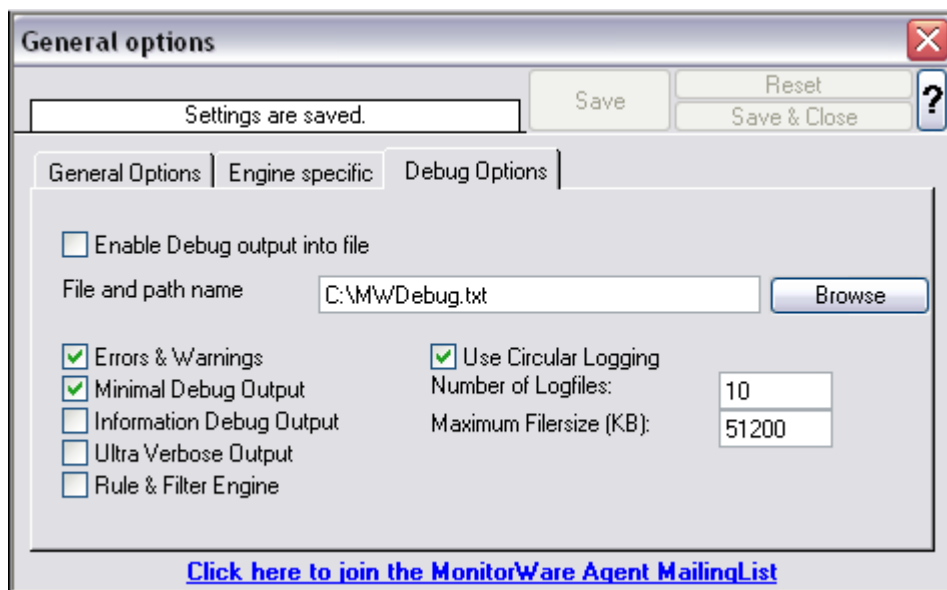 General options
Settings are saved.
Save
Reset
Save & Close
?
General Options
Engine specific
Debug Options
Enable Debug output into file
File and path name
C:\MWDebug.txt
Browse
Errors & Warnings
Minimal Debug Output
Information Debug Output
Ultra Verbose Output
Rule & Filter Engine
Use Circular Logging
Number of Logfiles:
10
Maximum Filersize (KB):
51200
Click here to join the MonitorWare Agent MailingList